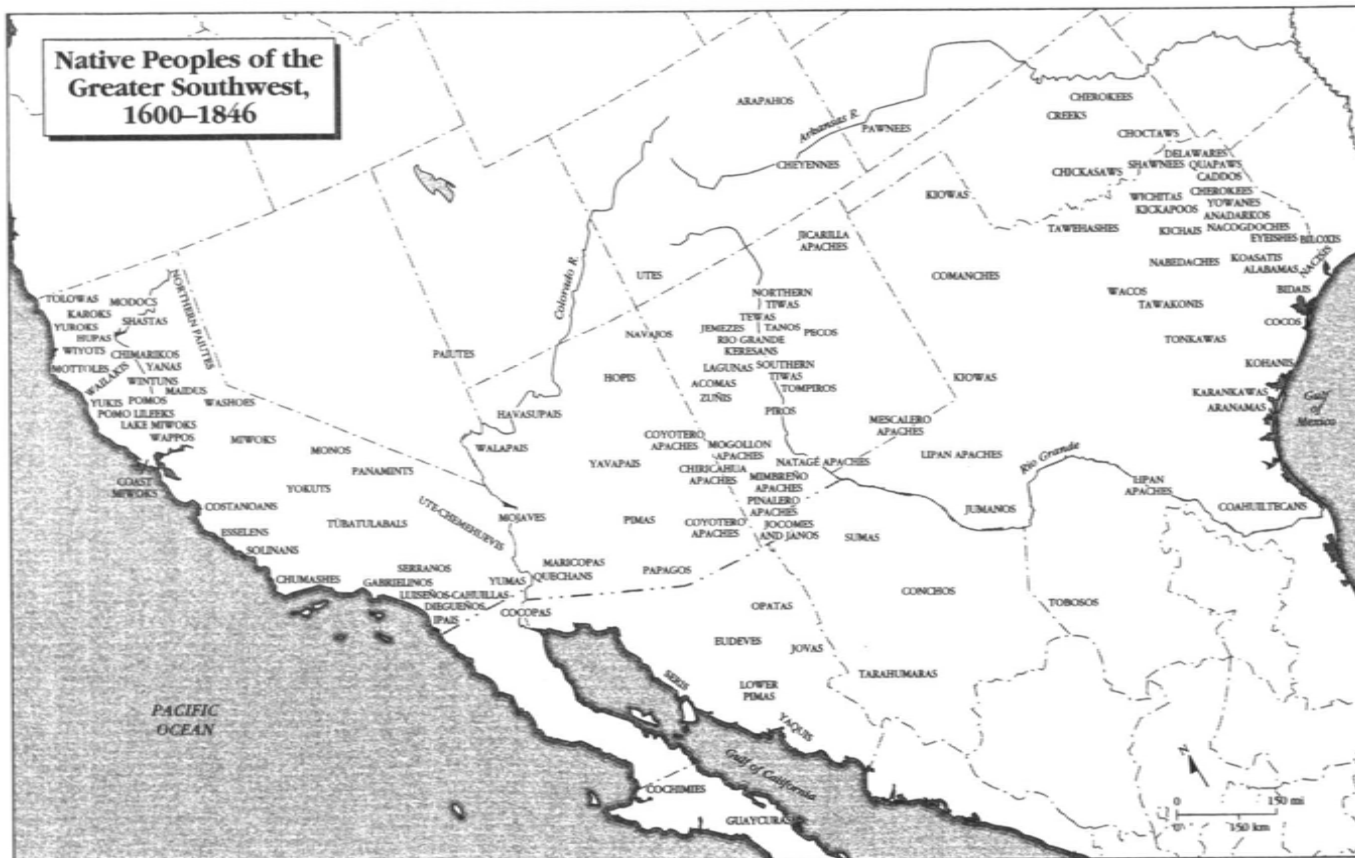 Native Peoples of the
Greater Southwest,
1600–1846
ARAPAHOS
Arkansas R.
PAWNEES
CHEYENNES
CHEROKEES
CREEKS
CHOCTAWS
DELAWARES
SHAWNEES
QUAPAWS
CHICKASAWS
CADDOS
KIOWAS
WICHITAS
CHEROKEES
KICKAPOOS
YOWANES
ANADARKOS
TAWEHASHES
KICHAIS
NACOGDOCHES
EYEISHES
BILOXIS
JICARILLA
APACHES
NABEDACHES
KOASATIS
NACISIS
ALABAMAS
Colorado R.
UTES
COMANCHES
WACOS
BIDAIS
TAWAKONIS
NORTHERN
TIWAS
TEWAS
TANOS
JEMEZES
PECOS
COCOS
RIO GRANDE
KERESANS
NAVAJOS
TONKAWAS
TOLOWAS
MODOCS
NORTHERN PAIUTES
KAROKS
SHASTAS
YUROKS
HUPAS
WIYOTS
CHIMARIKOS
MOTTOLES
WAILAKIS
YANAS
WINTUNS
MAIDUS
YUKIS
POMOS
WASHOES
POMO LILEEKS
LAKE MIWOKS
WAPPOS
PAIUTES
HOPIS
LAGUNAS
SOUTHERN
TIWAS
ACOMAS
TOMPIROS
ZUÑIS
PIROS
KIOWAS
KOHANIS
KARANKAWAS
ARANAMAS
Gulf
of
Mexico
HAVASUPAIS
MESCALERO
APACHES
MIWOKS
MONOS
WALAPAIS
COYOTERO
APACHES
MOGOLLON
APACHES
LIPAN APACHES
Rio Grande
PANAMINTS
YAVAPAIS
CHIRICAHUA
APACHES
NATAGÉ APACHES
MIMBREÑO
APACHES
LIPAN
APACHES
COAST
MIWOKS
YOKUTS
COSTANOANS
UTE-CHEMEHUEVIS
PINALERO
APACHES
JUMANOS
COAHUILTECANS
ESSELENS
TÜBATULABALS
MOJAVES
PIMAS
COYOTERO
APACHES
JOCOMES
AND JANOS
SUMAS
SOLINANS
MARICOPAS
SERRANOS
CHUMASHES
GABRIELINOS
YUMAS
QUECHANS
PAPAGOS
LUISEÑOS-CAHUILLAS
DIEGUEÑOS
IPAIS
COCOPAS
CONCHOS
OPATAS
TOBOSOS
EUDEVES
JOVAS
SERIS
LOWER
PIMAS
TARAHUMARAS
YAQUIS
PACIFIC
OCEAN
Gulf of California
COCHIMIES
GUAYCURAS
N
0 150 mi
0 150 km